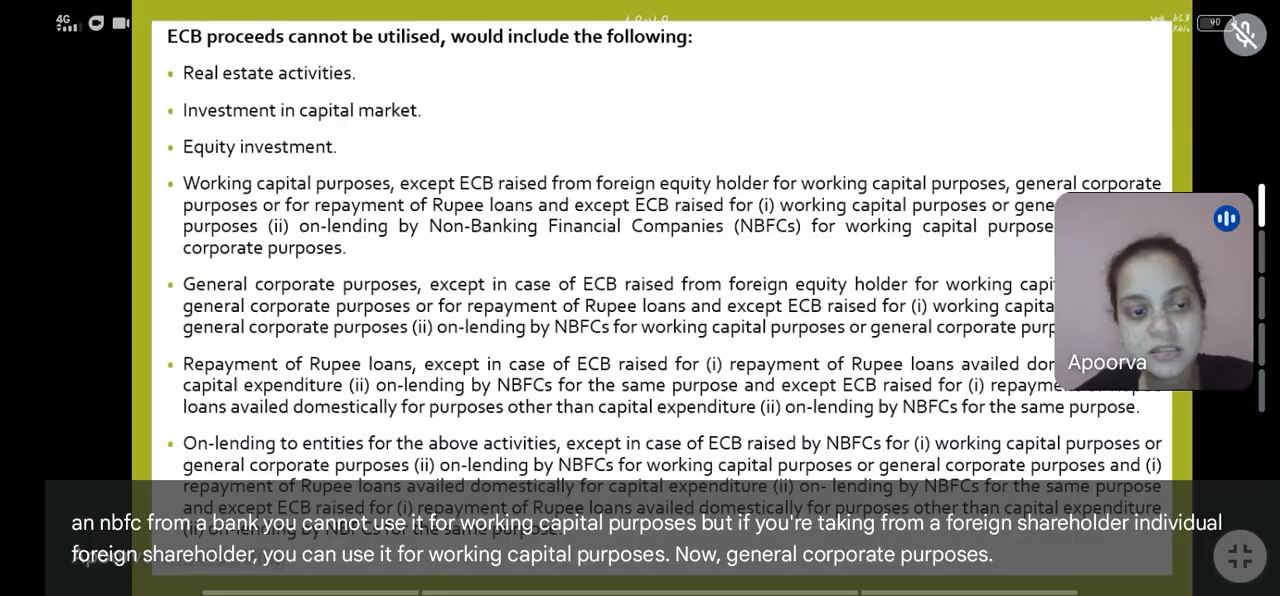 4G
40
ECB proceeds cannot be utilised, would include the following:
• Real estate activities.
• Investment in capital market.
• Equity investment.
• Working capital purposes, except ECB raised from foreign equity holder for working capital purposes, general corporate
purposes or for repayment of Rupee loans and except ECB raised for (i) working capital purposes or
purposes (ii) on-lending by Non-Banking Financial Companies (NBFCs) for working capital
corporate purposes.
• General corporate purposes, except in case of ECB raised from foreign equity holder for working
general corporate purposes or for repayment of Rupee loans and except ECB raised for (i) working
general corporate purposes (ii) on-lending by NBFCs for working capital purposes or general corporate
• Repayment of Rupee loans, except in case of ECB raised for (i) repayment of Rupee loans availed
capital expenditure (ii) on-lending by NBFCs for the same purpose and except ECB raised for (i)
loans availed domestically for purposes other than capital expenditure (ii) on-lending by NBFCs for the same purpose.
• On-lending to entities for the above activities, except in case of ECB raised by NBFCs for (i) working capital purposes or
general corporate purposes (ii) on-lending by NBFCs for working capital purposes or general corporate purposes and (i)
repayment of Rupee loans availed domestically for capital expenditure (ii) on- lending by NBFCs for the same purpose
and except ECB raised for (i) repayment of Rupee loans availed domestically for purposes other than capital expenditure
Apoorva
an nbfc from a bank you cannot use it for working capital purposes but if you're taking from a foreign shareholder individual
foreign shareholder, you can use it for working capital purposes. Now, general corporate purposes.